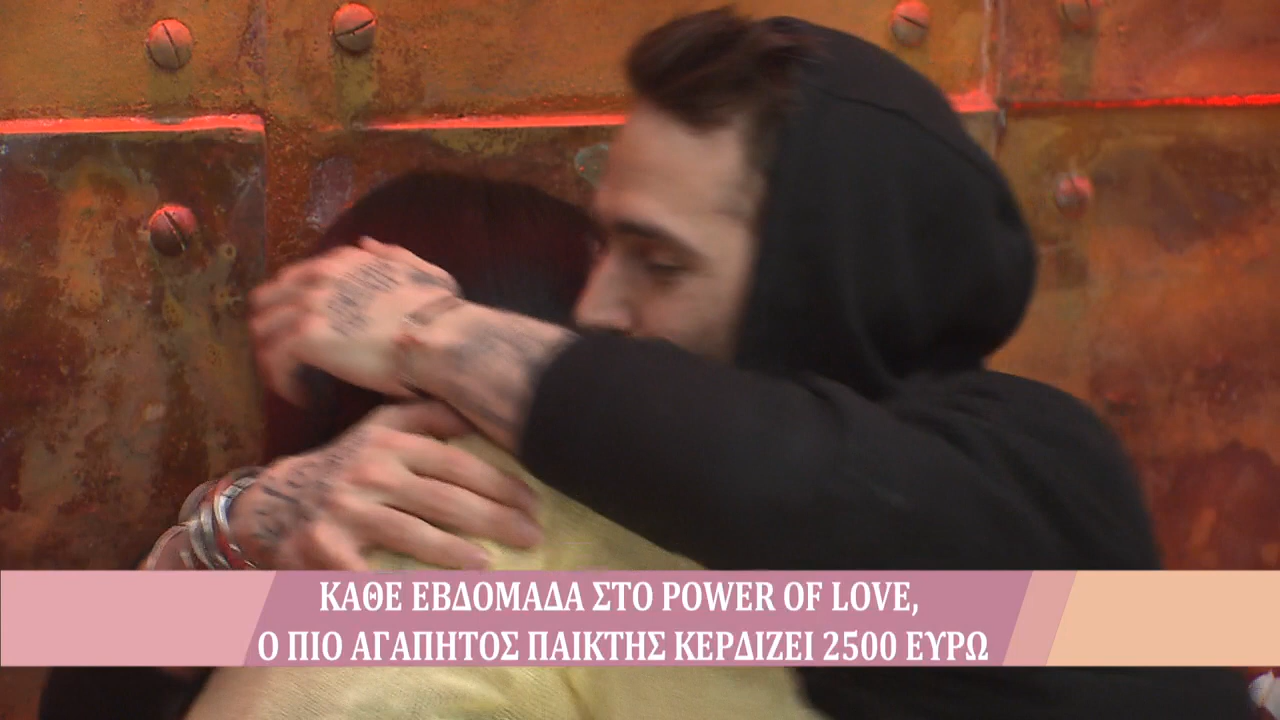 ΚΑΘΕ ΕΒΔΟΜΑΔΑ ΣΤΟ POWER OF LOVE,
Ο ΠΙΟ ΑΓΑΠΗΤΟΣ ΠΑΙΚΤΗΣ ΚΕΡΔΙΖΕΙ 2500 ΕΥΡΩ